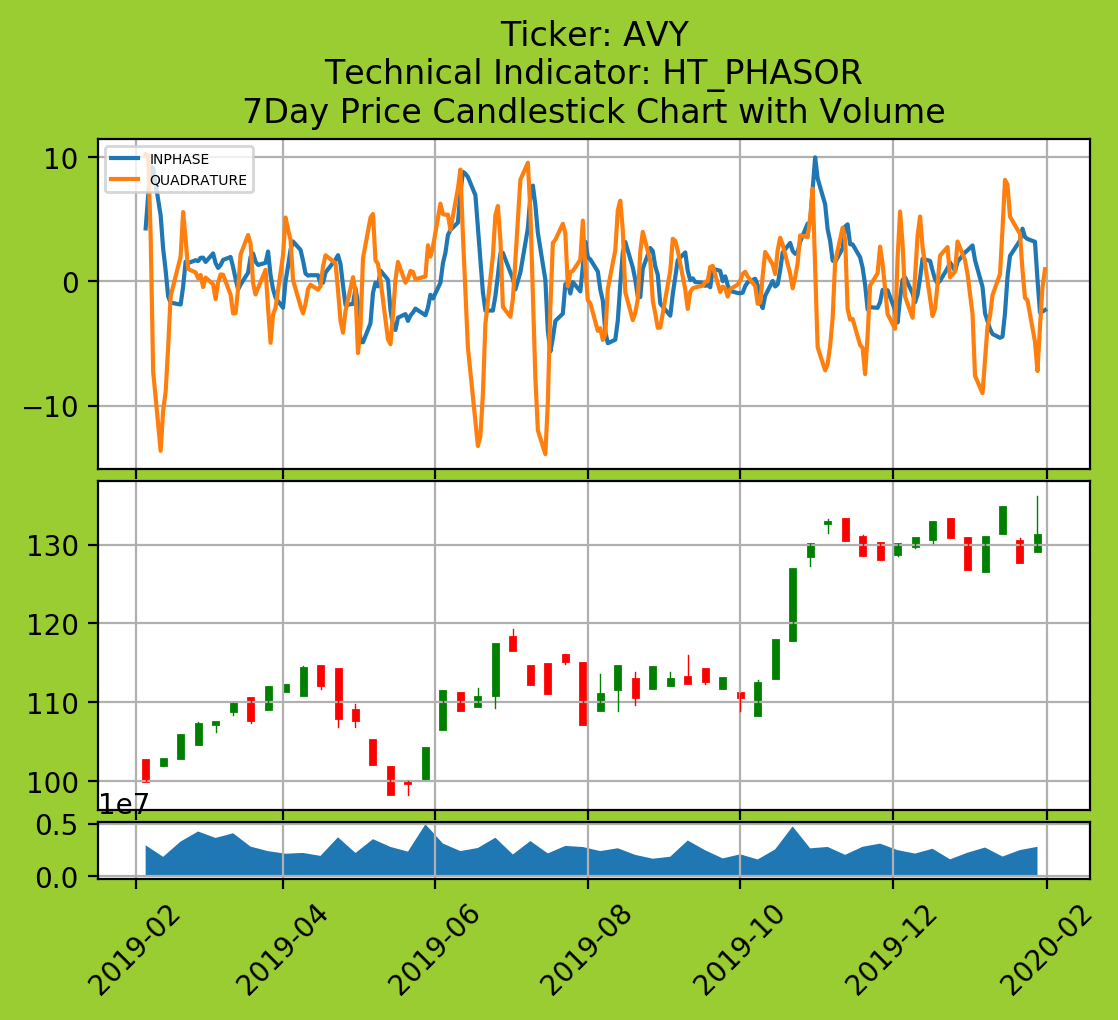 Ticker: AVY
Technical Indicator: HT_PHASOR
7Day Price Candlestick Chart with Volume
INPHASE
QUADRATURE
10
0
−10
130
120
110
100
1e7
0.5
0.0
2019-02
2019-04
2019-06
2019-08
2019-10
2019-12
2020-02